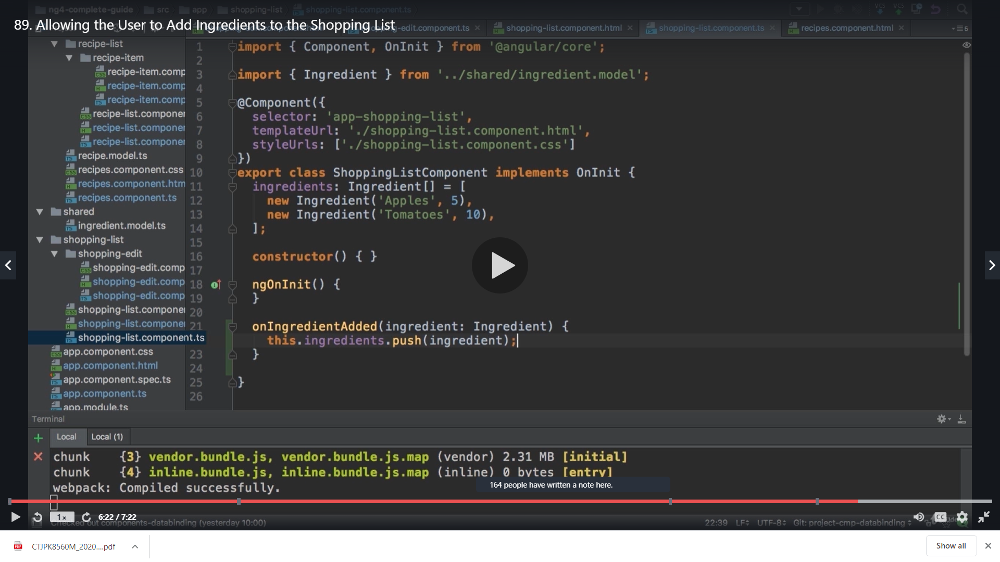 ng4-complete-guide src app shopping-list shopping-list.component.ts
89. Allowing the User to Add Ingredients to the Shopping List
shopping-edit.component.ts shopping-list.component.html shopping-list.component.ts recipes.component.html 5
recipe-list
recipe-item
recipe-item.comp
recipe-item.comp
recipe-item.comp
recipe-list.componen
recipe-list.componen
recipe-list.componen
recipe.model.ts
recipes.component.css
recipes.component.htm
recipes.component.ts
shared
ingredient.model.ts
shopping-list
shopping-edit
shopping-edit.comp
shopping-edit.comp
shopping-edit.comp
shopping-list.componen
shopping-list.componen
shopping-list.component.ts
app.component.css
app.component.html
app.component.spec.ts
app.component.ts
app.module.ts
1 import { Component, OnInit } from '@angular/core';
2
3 import { Ingredient } from '../shared/ingredient.model';
4
5 @Component({
6 selector: 'app-shopping-list',
7 templateUrl: './shopping-list.component.html',
8 styleUrls: ['./shopping-list.component.css']
9 })
10 export class ShoppingListComponent implements OnInit {
11 ingredients: Ingredient[] = [
12 new Ingredient('Apples', 5),
13 new Ingredient('Tomatoes', 10),
14 ];
15
16 constructor() { }
17
18 ngOnInit() {
19 }
20
21 onIngredientAdded(ingredient: Ingredient) {
this.ingredients.push(ingredient);
23 }
24
25 }
26
Terminal
Local Local (1)
chunk {3} vendor.bundle.js, vendor.bundle.js.map (vendor) 2.31 MB [initial]
chunk {4} inline.bundle.js, inline.bundle.js.map (inline) 0 bytes [entry]
webpack: Compiled successfully.
164 people have written a note here.
1× 6:22 / 7:22
CC
Checked out components-databinding (yesterday 10:00) 22:39 LF UTF-8 Git: project-cmp-databinding
CTJPK8560M_2020....pdf
Show all